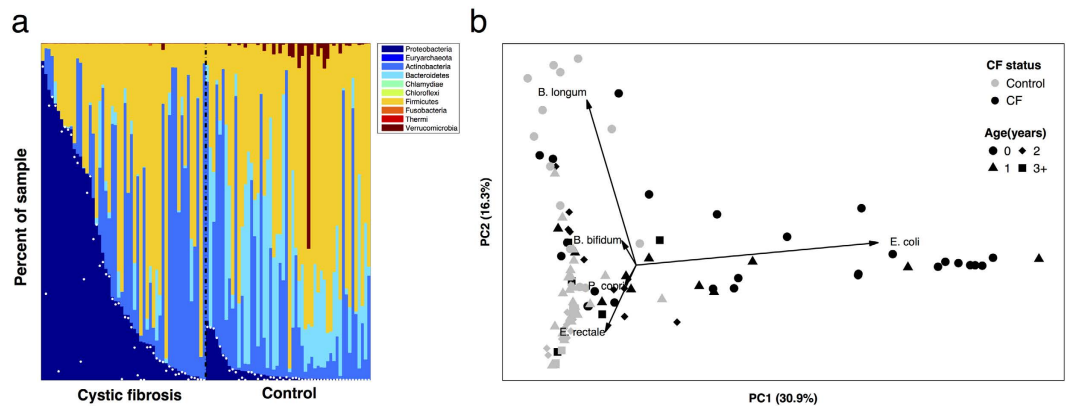 a
Percent of sample
Cystic fibrosis
Control
Proteobacteria
Euryarchaeota
Actinobacteria
Bacteroidetes
Chlamydiae
Chloroflexi
Firmicutes
Fusobacteria
Thermi
Verrucomicrobia
b
PC2 (16.3%)
PC1 (30.9%)
B. longum
B. bifidum
P. copri
E. rectale
E. coli
CF status
Control
CF
Age(years)
0 2
1 3+